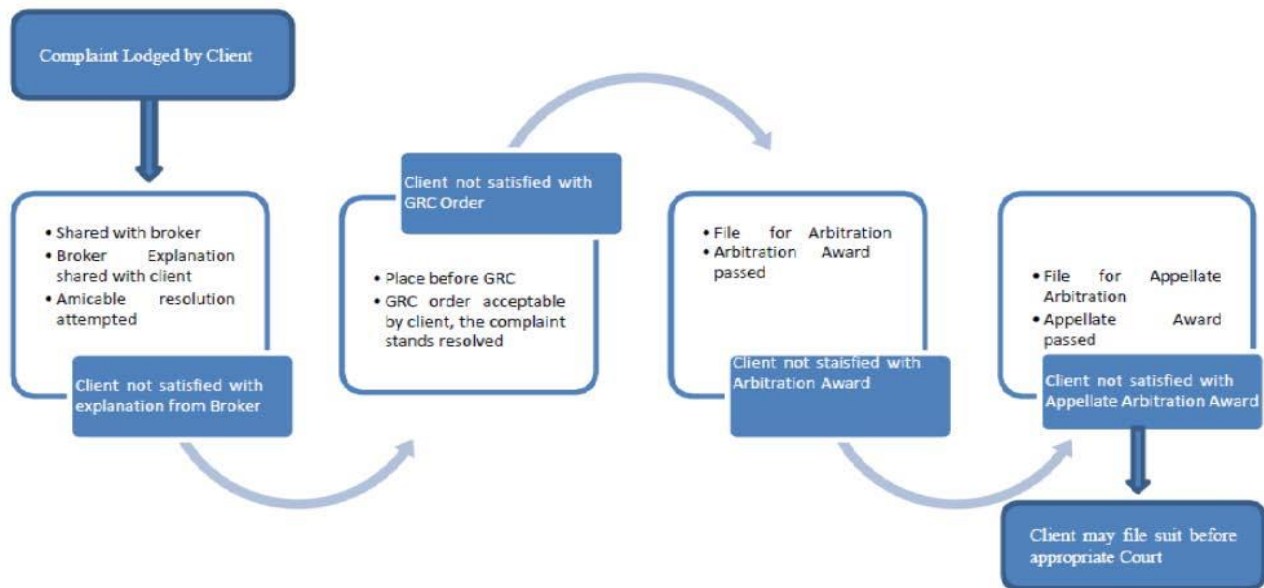 Complaint Lodged by Client
• Shared with broker
• Broker Explanation
shared with client
• Amicable resolution
attempted
Client not satisfied with
explanation from Broker
Client not satisfied with
GRC Order
• Place before GRC
• GRC order acceptable
by client, the complaint
stands resolved
• File for Arbitration
• Arbitration Award
passed
Client not staisfied with
Arbitration Award
• File for Appellate
Arbitration
• Appellate Award
passed
Client not satisfied with
Appellate Arbitration Award
Client may file suit before
appropriate Court